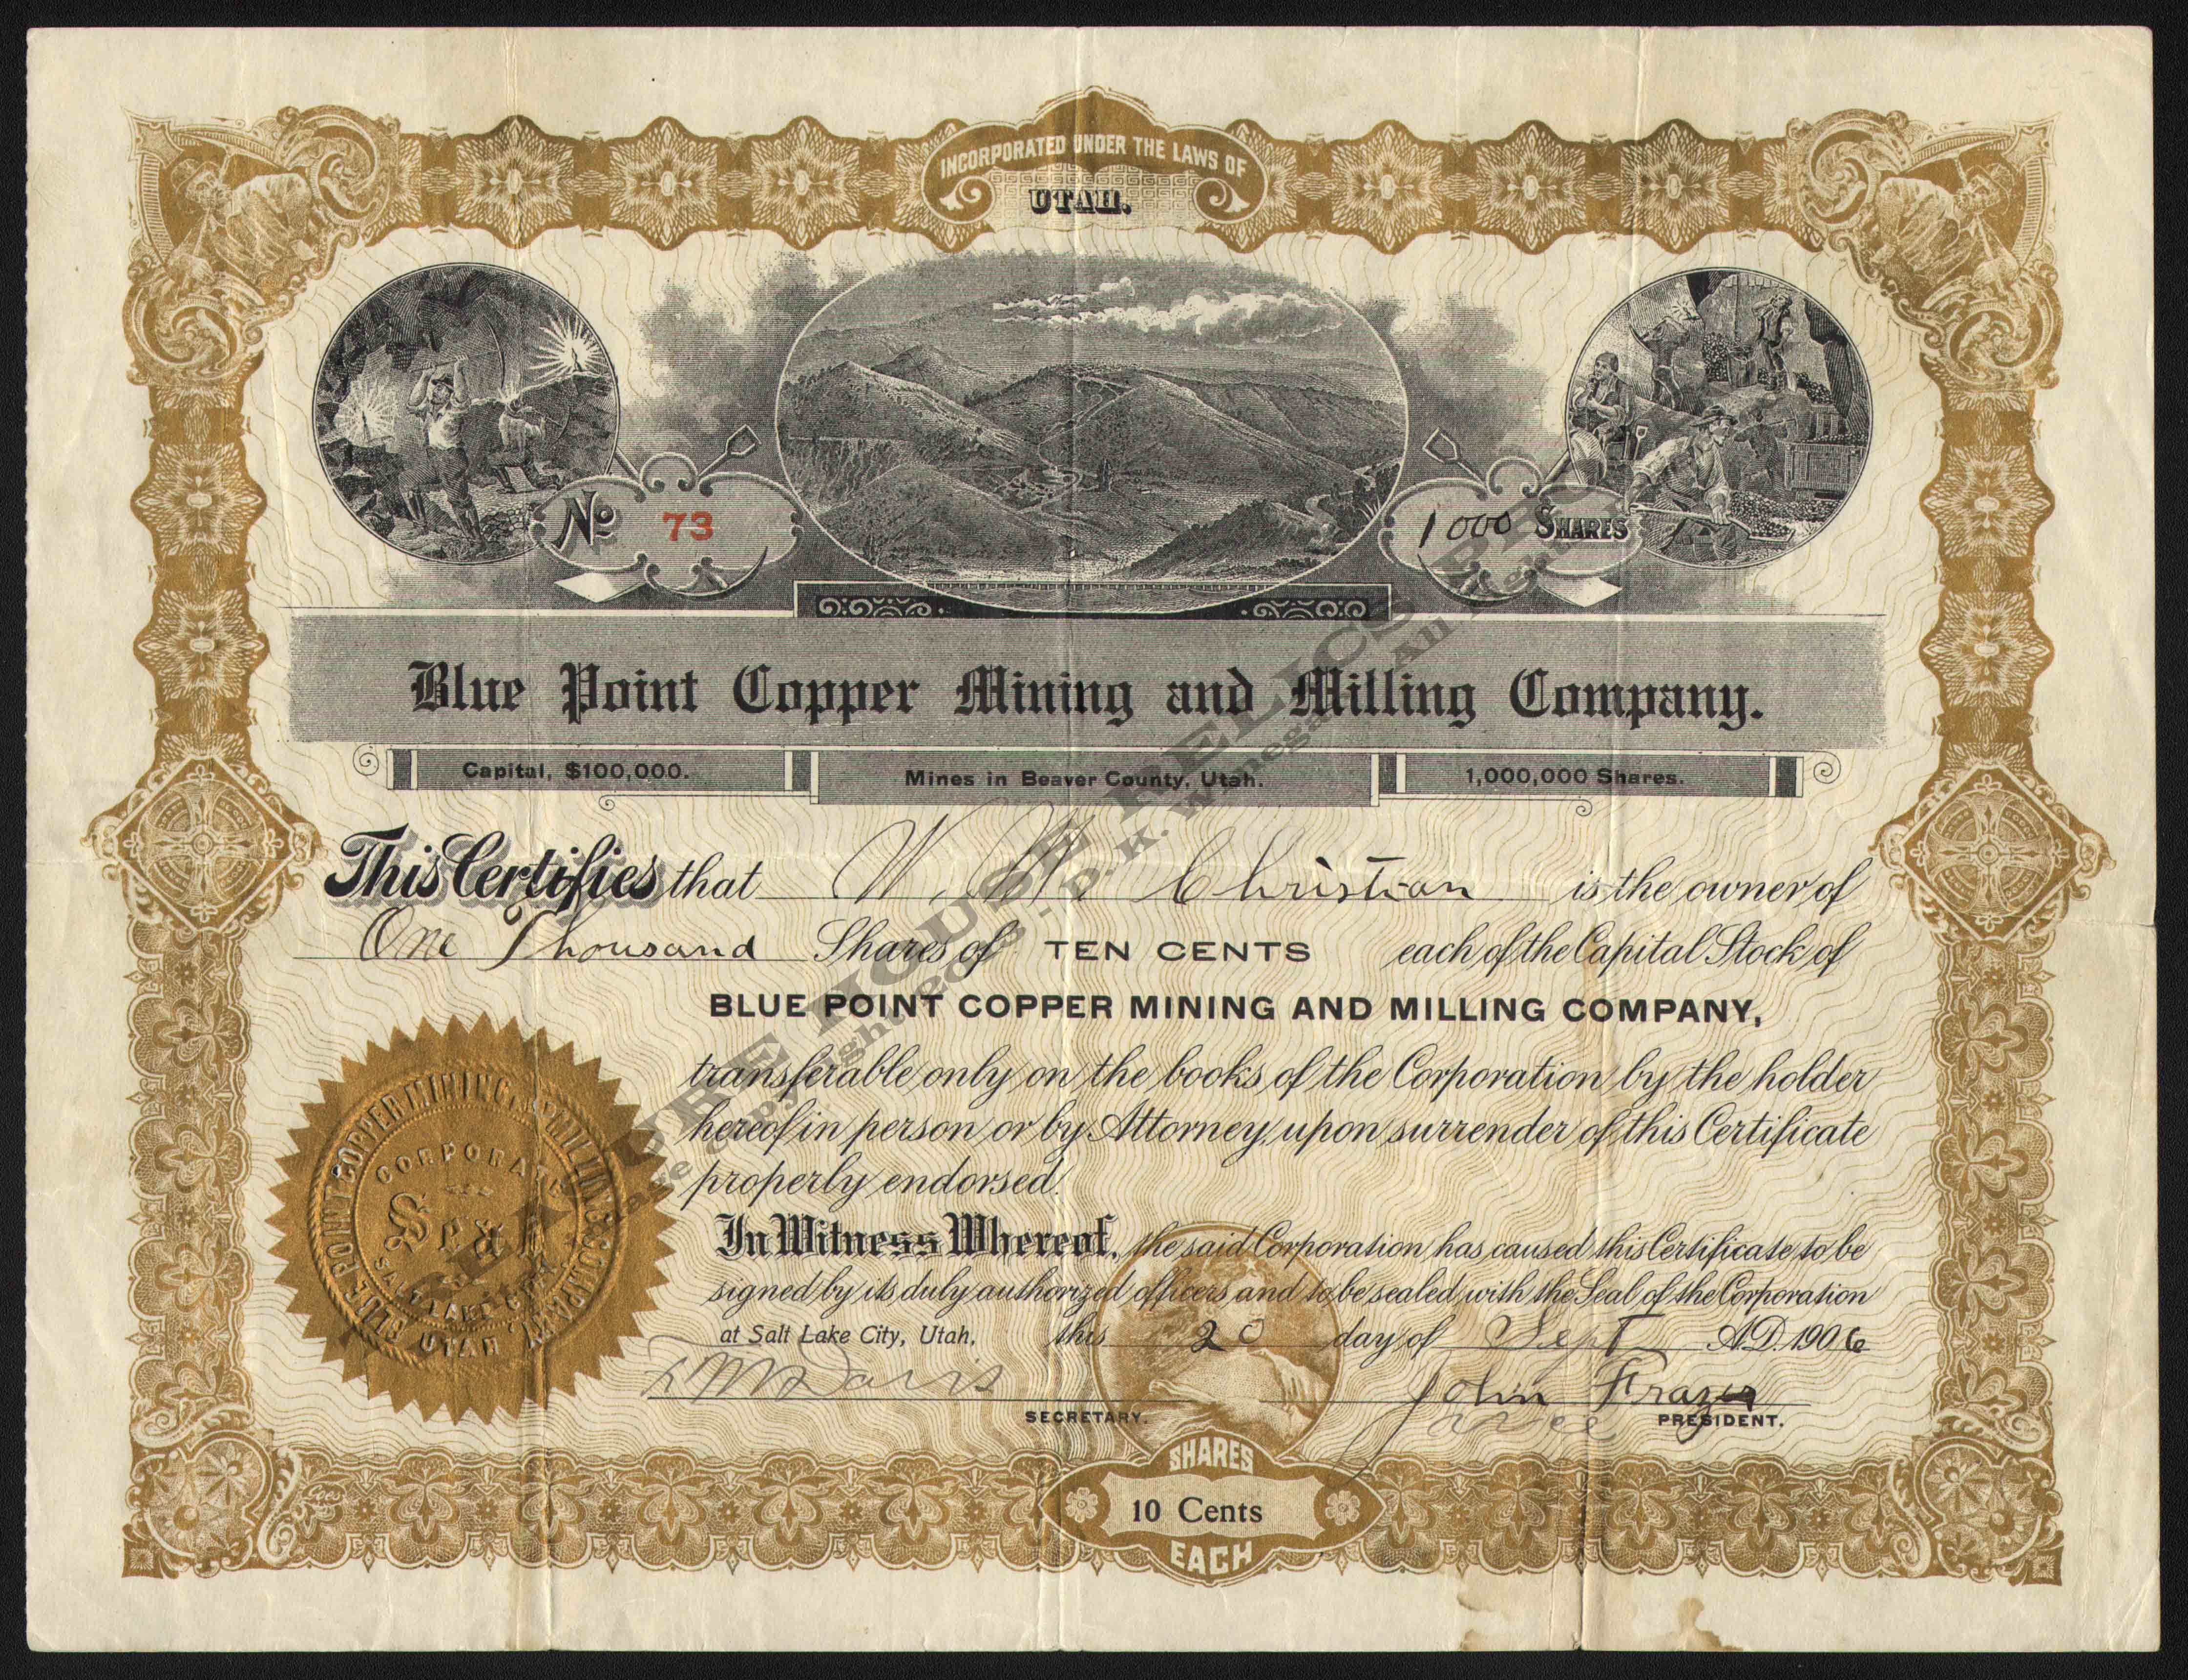 INCORPORATED UNDER THE LAWS OF
UTAH.
No 73
1000 SHARES
Blue Point Copper Mining and Milling Company.
Capital, $100,000.
Mines in Beaver County, Utah.
1,000,000 Shares.
This Certifies that W. M. Christian is the owner of
One Thousand Shares of TEN CENTS each of the Capital Stock of
BLUE POINT COPPER MINING AND MILLING COMPANY,
transferable only on the books of the Corporation by the holder
hereof in person or by Attorney, upon surrender of this Certificate
properly endorsed.
In Witness Whereof, the said Corporation has caused this Certificate to be
signed by its duly authorized officers and to be sealed with the Seal of the Corporation
at Salt Lake City, Utah, this 20 day of Sept A.D. 1906
Davis
John Frazer
SECRETARY.
vice PRESIDENT.
BLUE POINT COPPER MINING & MILLING COMPANY
CORPORATE
Seal
SALT LAKE CITY,
UTAH
SHARES
10 Cents
EACH
Goes